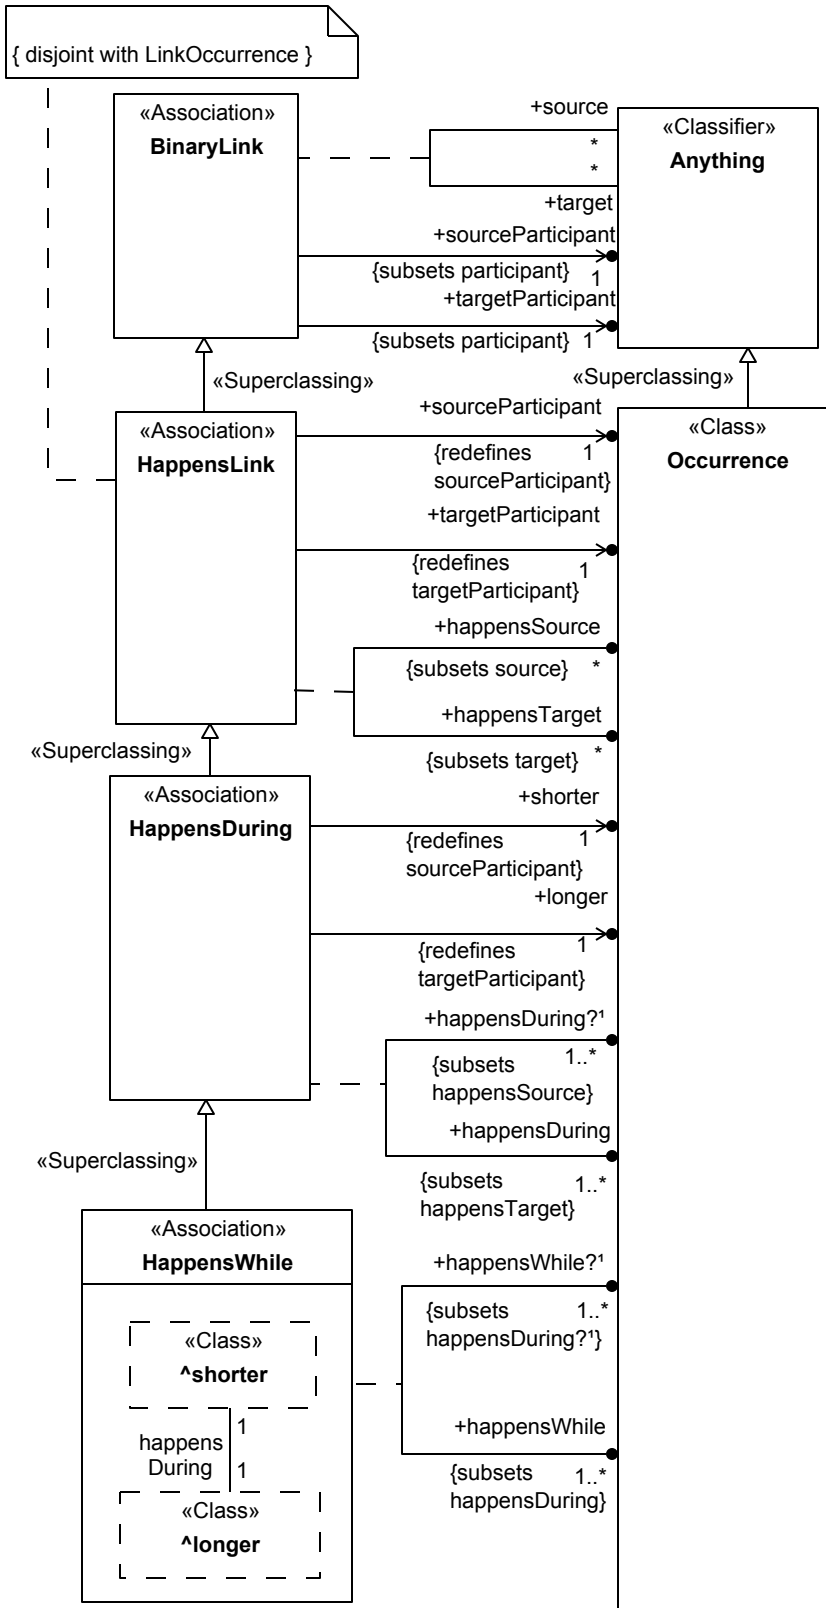 { disjoint with LinkOccurrence }
«Association»
BinaryLink
+source
*
*
+target
«Classifier»
Anything
+sourceParticipant
{subsets participant}
1
+targetParticipant
{subsets participant}
1
«Superclassing»
«Superclassing»
«Association»
HappensLink
+sourceParticipant
{redefines
sourceParticipant}
1
«Class»
Occurrence
+targetParticipant
{redefines
targetParticipant}
1
+happensSource
{subsets source}
*
+happensTarget
{subsets target}
*
«Superclassing»
«Association»
HappensDuring
+shorter
{redefines
sourceParticipant}
1
+longer
{redefines
targetParticipant}
1
+happensDuring?¹
{subsets
happensSource}
1..*
+happensDuring
{subsets
happensTarget}
1..*
«Superclassing»
«Association»
HappensWhile
+happensWhile?¹
{subsets
happensDuring?¹}
1..*
«Class»
^shorter
1
happens
During
1
«Class»
^longer
+happensWhile
{subsets
happensDuring}
1..*